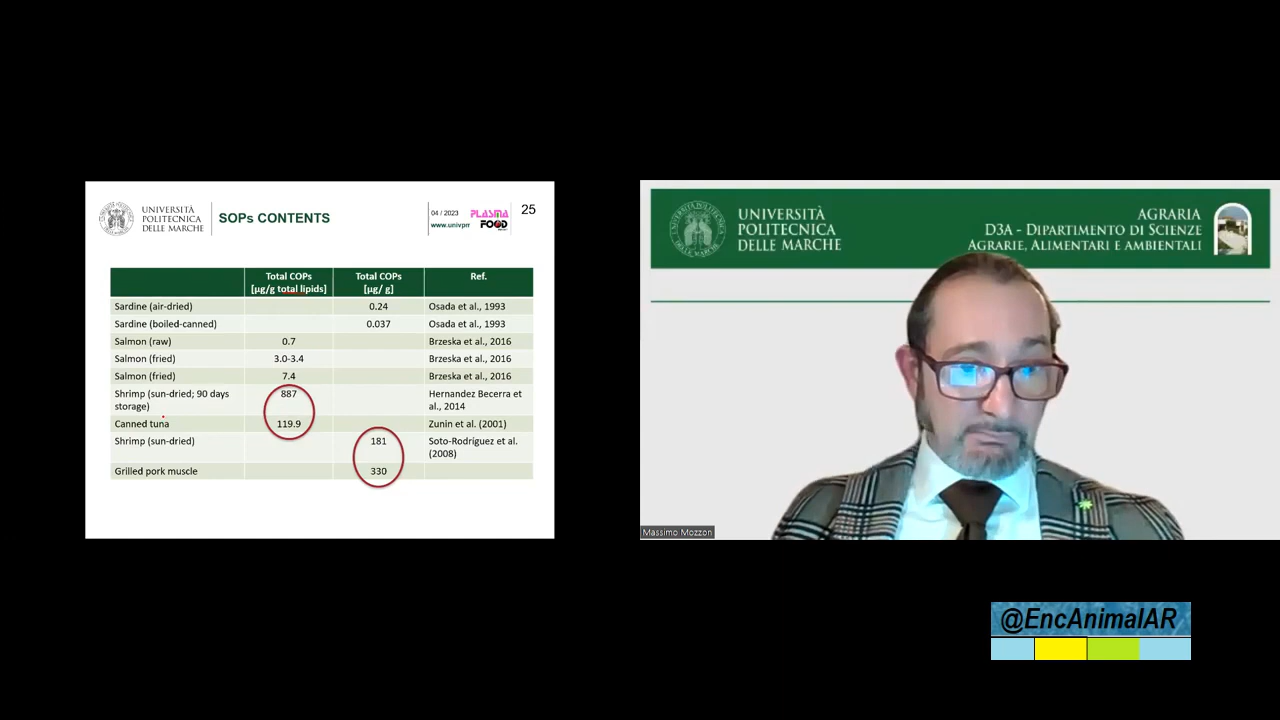 UNIVERSITÀ
POLITECNICA
DELLE MARCHE
SOPs CONTENTS
04 / 2023
www.univpm
PLASMA
FOOD
25
Total COPs
[µg/g total lipids]
Total COPs
[µg/ g]
Ref.
Sardine (air-dried) 0.24 Osada et al., 1993
Sardine (boiled-canned) 0.037 Osada et al., 1993
Salmon (raw) 0.7 Brzeska et al., 2016
Salmon (fried) 3.0-3.4 Brzeska et al., 2016
Salmon (fried) 7.4 Brzeska et al., 2016
Shrimp (sun-dried; 90 days 887 Hernandez Becerra et
storage) al., 2014
Canned tuna 119.9 Zunin et al. (2001)
Shrimp (sun-dried) 181 Soto-Rodríguez et al.
(2008)
Grilled pork muscle 330
UNIVERSITÀ
POLITECNICA
DELLE MARCHE
AGRARIA
D3A - DIPARTIMENTO DI SCIENZE
AGRARIE, ALIMENTARI E AMBIENTALI
Massimo Mozzon
@EncAnimalAR